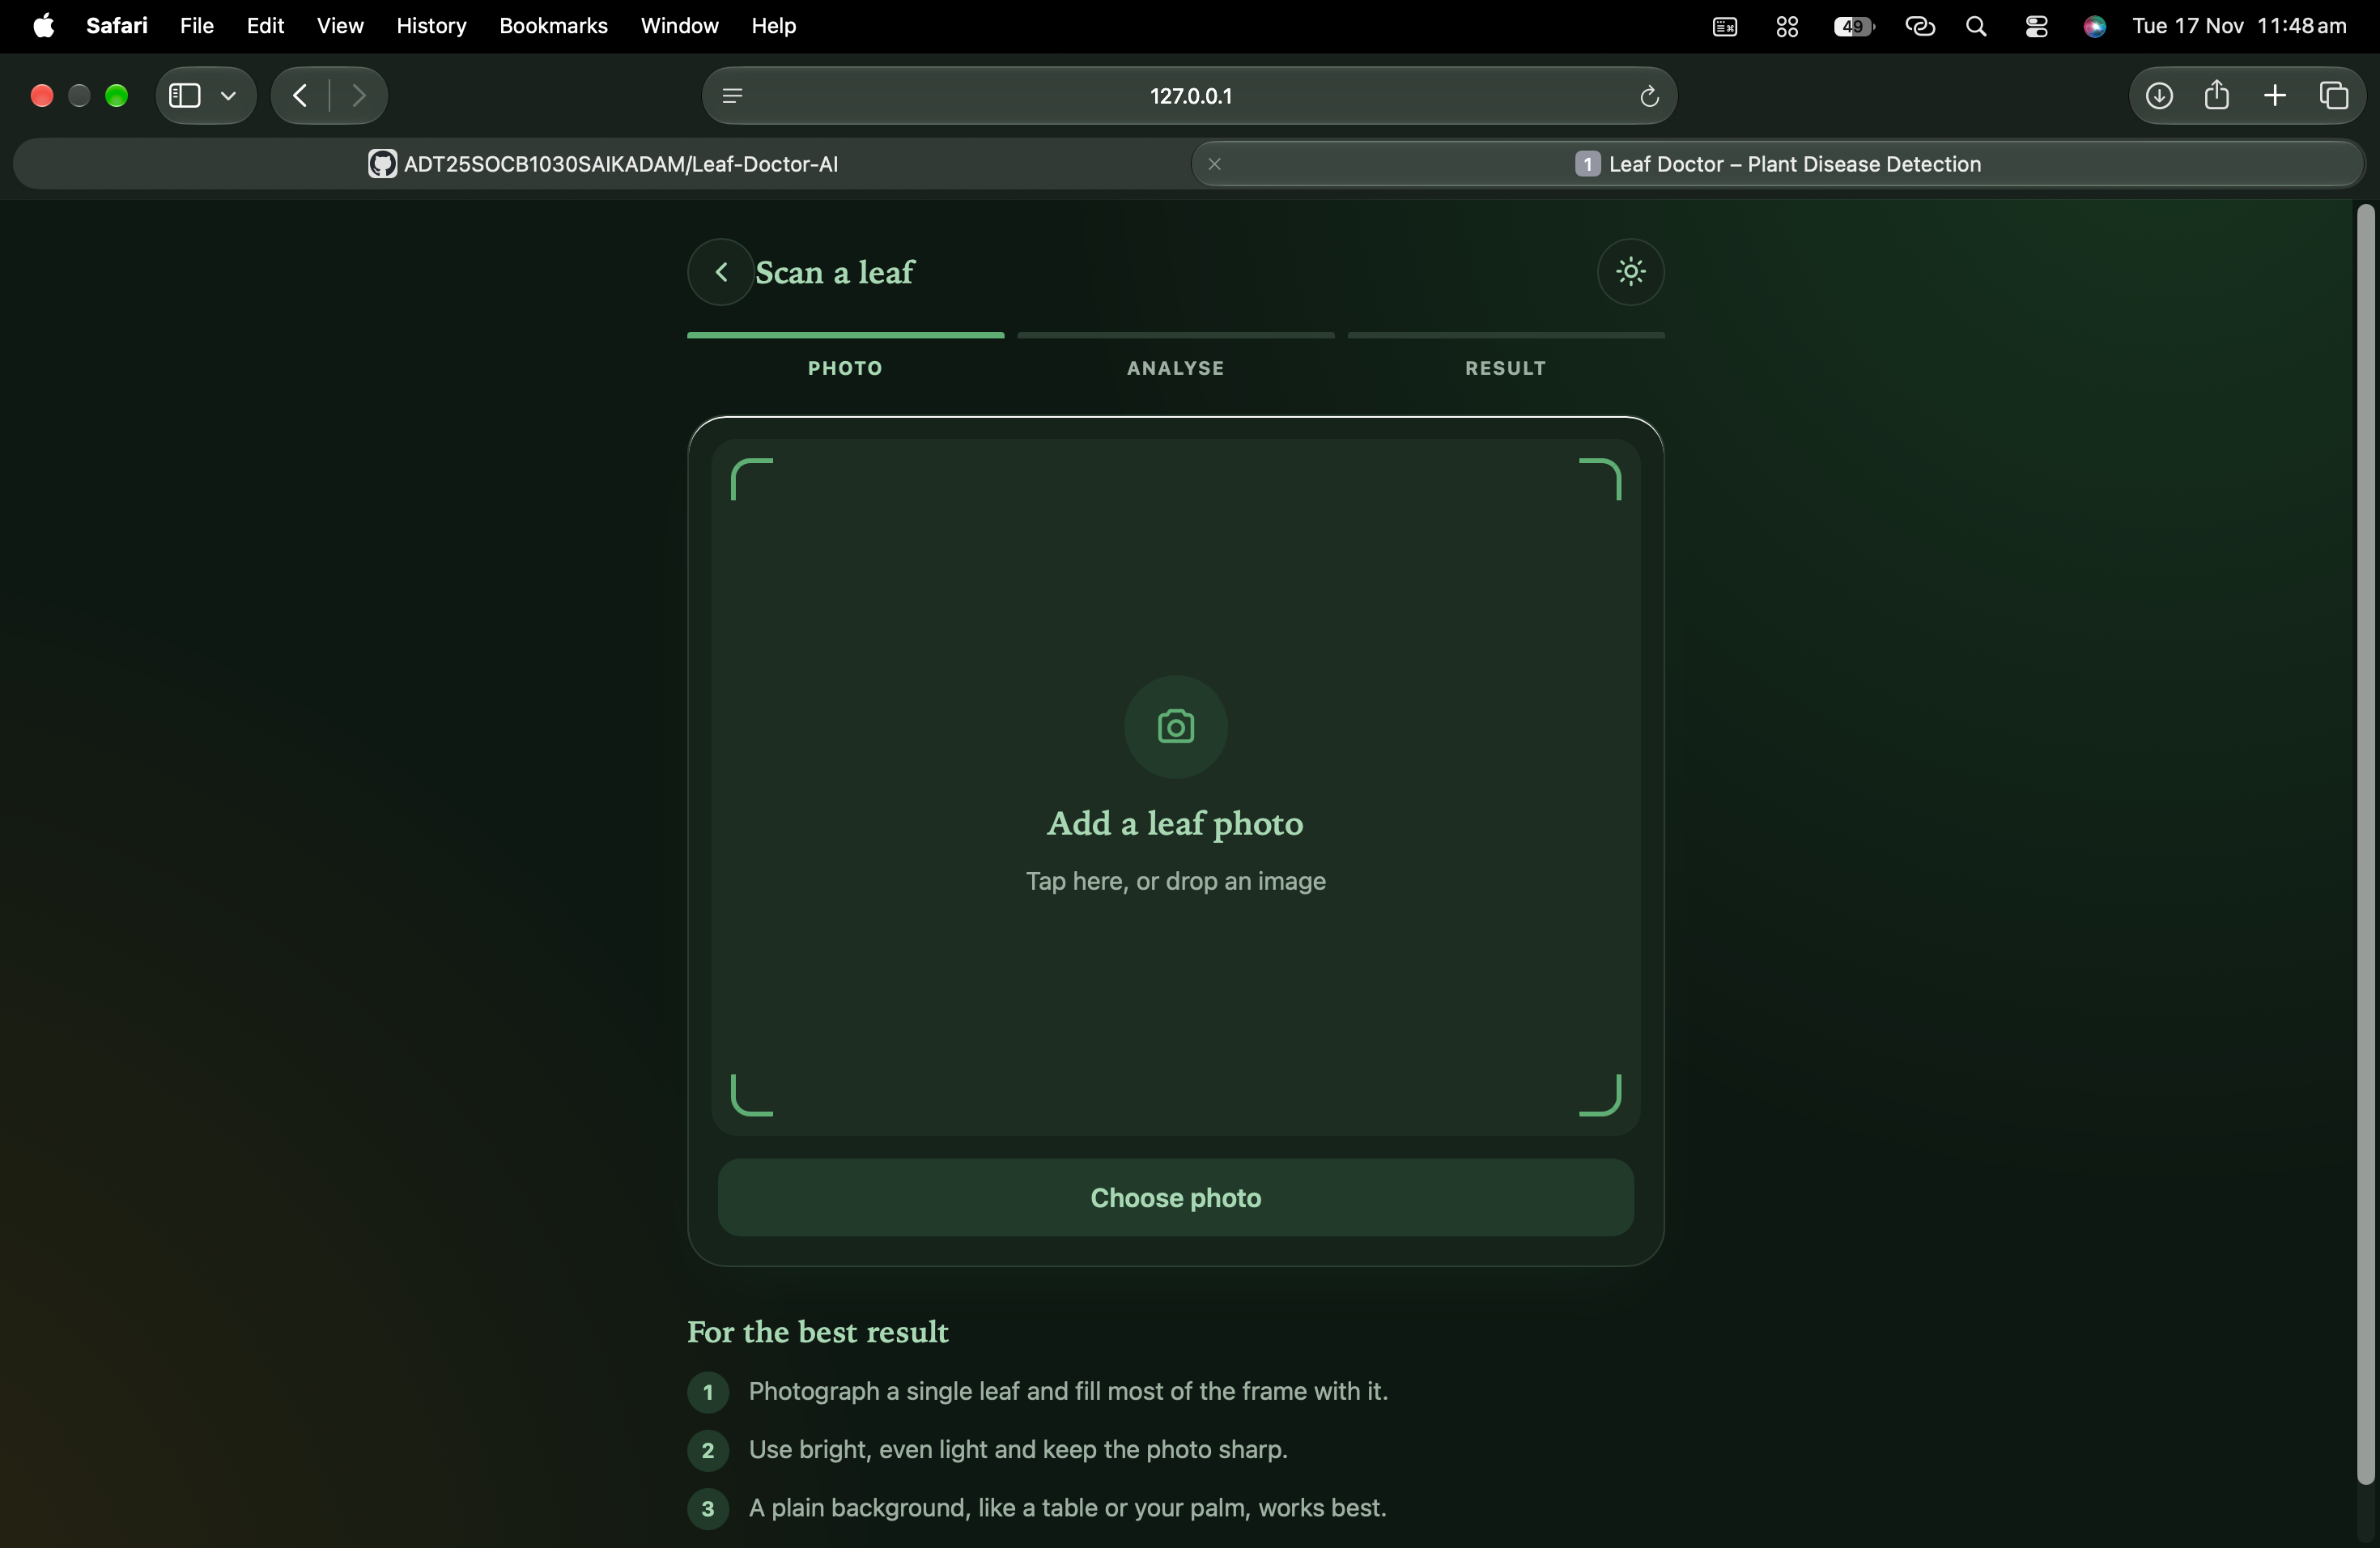 Safari File Edit View History Bookmarks Window Help 49 Tue 17 Nov 11:48 am
127.0.0.1
ADT25SOCB1030SAIKADAM/Leaf-Doctor-AI 1 Leaf Doctor – Plant Disease Detection
Scan a leaf
PHOTO ANALYSE RESULT
Add a leaf photo
Tap here, or drop an image
Choose photo
For the best result
1 Photograph a single leaf and fill most of the frame with it.
2 Use bright, even light and keep the photo sharp.
3 A plain background, like a table or your palm, works best.